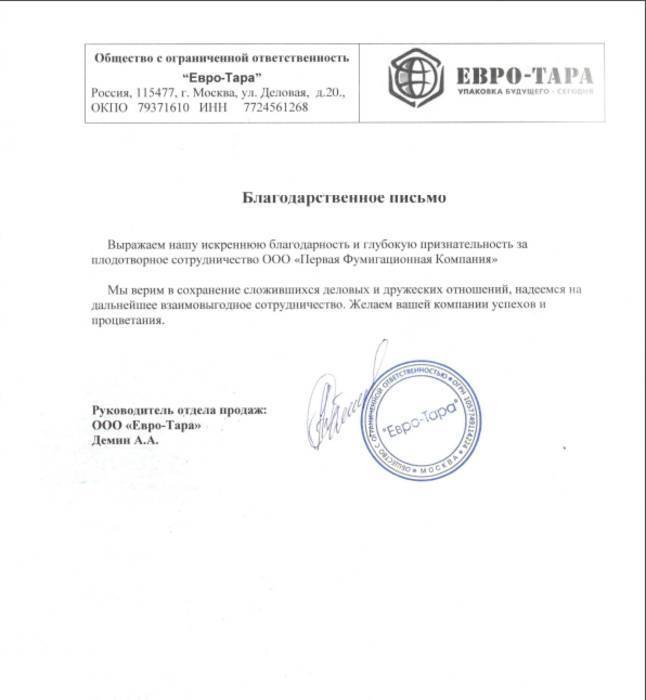 Общество с ограниченной ответственность
“Евро-Тара”
Россия, 115477, г. Москва, ул. Деловая, д.20.,
ОКПО 79371610 ИНН 7724561268
ЕВРО-ТАРА
УПАКОВКА БУДУЩЕГО - СЕГОДНЯ
Благодарственное письмо
Выражаем нашу искреннюю благодарность и глубокую признательность за
плодотворное сотрудничество ООО «Первая Фумигационная Компания»
Мы верим в сохранение сложившихся деловых и дружеских отношений, надеемся на
дальнейшее взаимовыгодное сотрудничество. Желаем вашей компании успехов и
процветания.
Руководитель отдела продаж:
ООО «Евро-Тара»
Демин А.А.
ОБЩЕСТВО С ОГРАНИЧЕННОЙ ОТВЕТСТВЕННОСТЬЮ ОГРН 1057749114224
"Евро-Тара"
МОСКВА